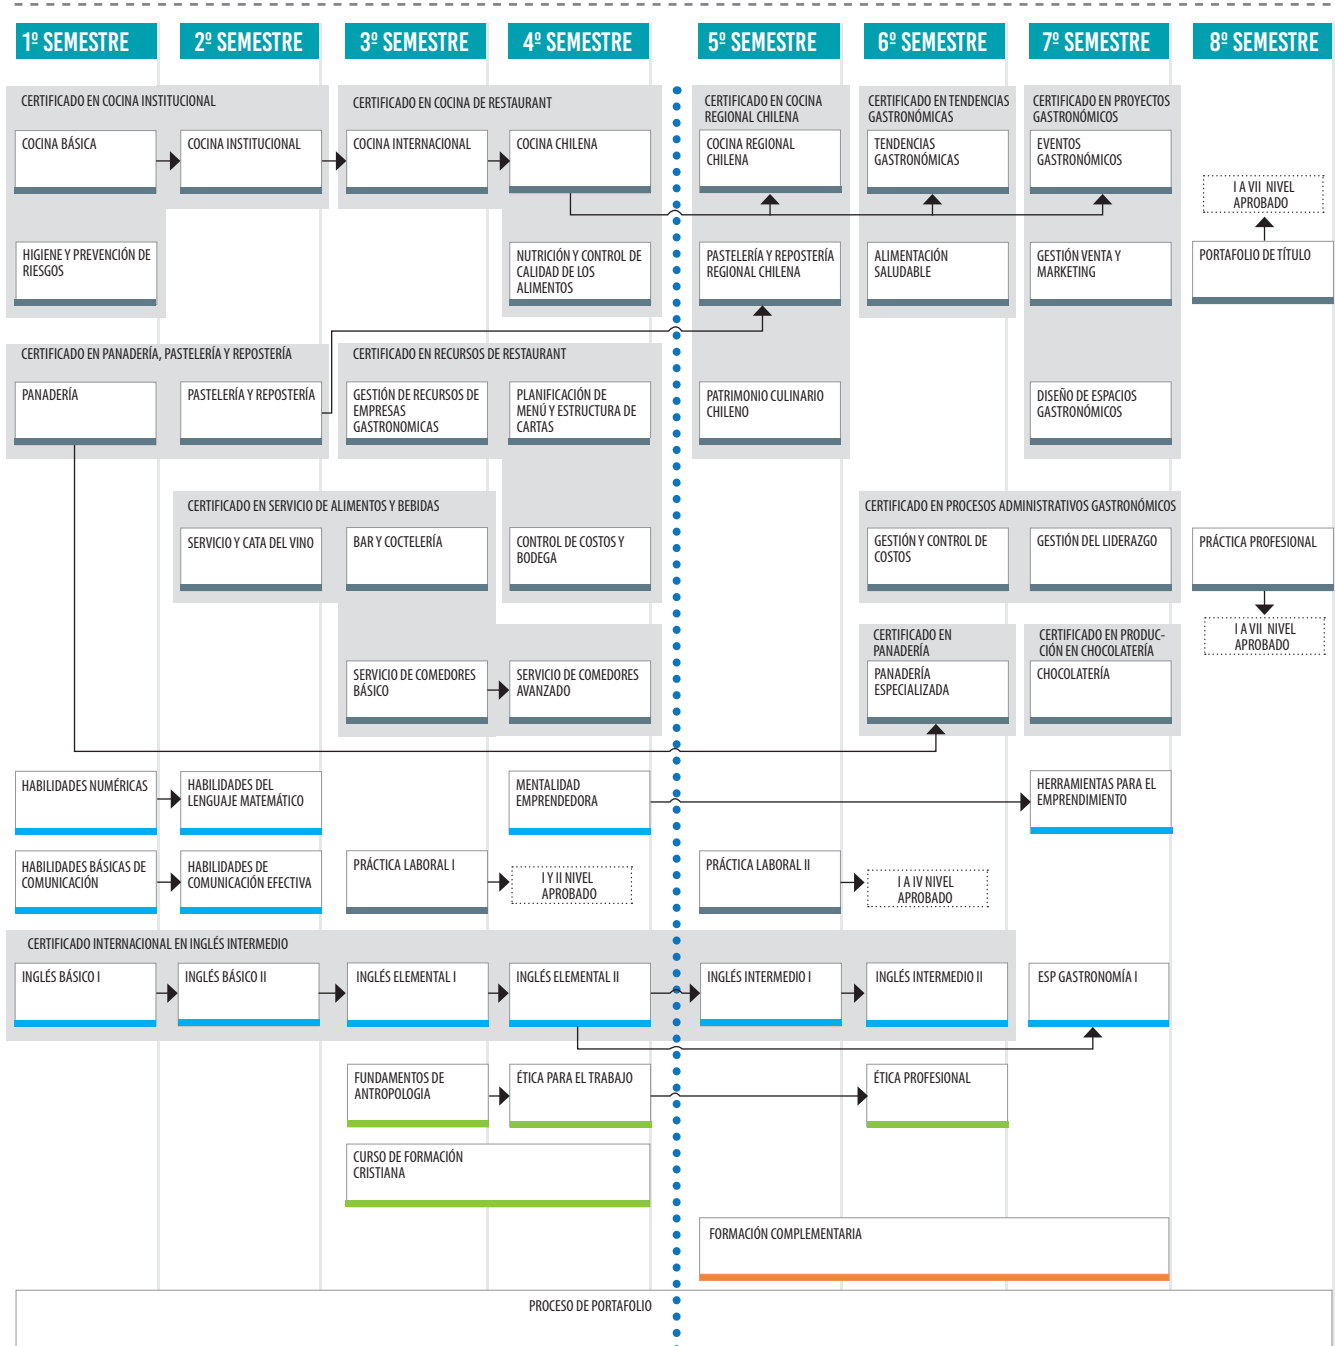 1º SEMESTRE
2º SEMESTRE
3º SEMESTRE
4º SEMESTRE
5º SEMESTRE
6º SEMESTRE
7º SEMESTRE
8º SEMESTRE
CERTIFICADO EN COCINA INSTITUCIONAL
CERTIFICADO EN COCINA DE RESTAURANT
CERTIFICADO EN COCINA
REGIONAL CHILENA
CERTIFICADO EN TENDENCIAS
GASTRONÓMICAS
CERTIFICADO EN PROYECTOS
GASTRONÓMICOS
COCINA BÁSICA
COCINA INSTITUCIONAL
COCINA INTERNACIONAL
COCINA CHILENA
COCINA REGIONAL
CHILENA
TENDENCIAS
GASTRONÓMICAS
EVENTOS
GASTRONÓMICOS
I A VII NIVEL
APROBADO
HIGIENE Y PREVENCIÓN DE
RIESGOS
NUTRICIÓN Y CONTROL DE
CALIDAD DE LOS
ALIMENTOS
PASTELERÍA Y REPOSTERÍA
REGIONAL CHILENA
ALIMENTACIÓN
SALUDABLE
GESTIÓN VENTA Y
MARKETING
PORTAFOLIO DE TÍTULO
CERTIFICADO EN PANADERÍA, PASTELERÍA Y REPOSTERÍA
CERTIFICADO EN RECURSOS DE RESTAURANT
PANADERÍA
PASTELERÍA Y REPOSTERÍA
GESTIÓN DE RECURSOS DE
EMPRESAS
GASTRONOMICAS
PLANIFICACIÓN DE
MENÚ Y ESTRUCTURA DE
CARTAS
PATRIMONIO CULINARIO
CHILENO
DISEÑO DE ESPACIOS
GASTRONÓMICOS
CERTIFICADO EN SERVICIO DE ALIMENTOS Y BEBIDAS
CERTIFICADO EN PROCESOS ADMINISTRATIVOS GASTRONÓMICOS
SERVICIO Y CATA DEL VINO
BAR Y COCTELERÍA
CONTROL DE COSTOS Y
BODEGA
GESTIÓN Y CONTROL DE
COSTOS
GESTIÓN DEL LIDERAZGO
PRÁCTICA PROFESIONAL
I A VII NIVEL
APROBADO
CERTIFICADO EN
PANADERÍA
CERTIFICADO EN PRODUC-
CIÓN EN CHOCOLATERÍA
SERVICIO DE COMEDORES
BÁSICO
SERVICIO DE COMEDORES
AVANZADO
PANADERÍA
ESPECIALIZADA
CHOCOLATERÍA
HABILIDADES NUMÉRICAS
HABILIDADES DEL
LENGUAJE MATEMÁTICO
MENTALIDAD
EMPRENDEDORA
HERRAMIENTAS PARA EL
EMPRENDIMIENTO
HABILIDADES BÁSICAS DE
COMUNICACIÓN
HABILIDADES DE
COMUNICACIÓN EFECTIVA
PRÁCTICA LABORAL I
I Y II NIVEL
APROBADO
PRÁCTICA LABORAL II
I A IV NIVEL
APROBADO
CERTIFICADO INTERNACIONAL EN INGLÉS INTERMEDIO
INGLÉS BÁSICO I
INGLÉS BÁSICO II
INGLÉS ELEMENTAL I
INGLÉS ELEMENTAL II
INGLÉS INTERMEDIO I
INGLÉS INTERMEDIO II
ESP GASTRONOMÍA I
FUNDAMENTOS DE
ANTROPOLOGIA
ÉTICA PARA EL TRABAJO
ÉTICA PROFESIONAL
CURSO DE FORMACIÓN
CRISTIANA
FORMACIÓN COMPLEMENTARIA
PROCESO DE PORTAFOLIO